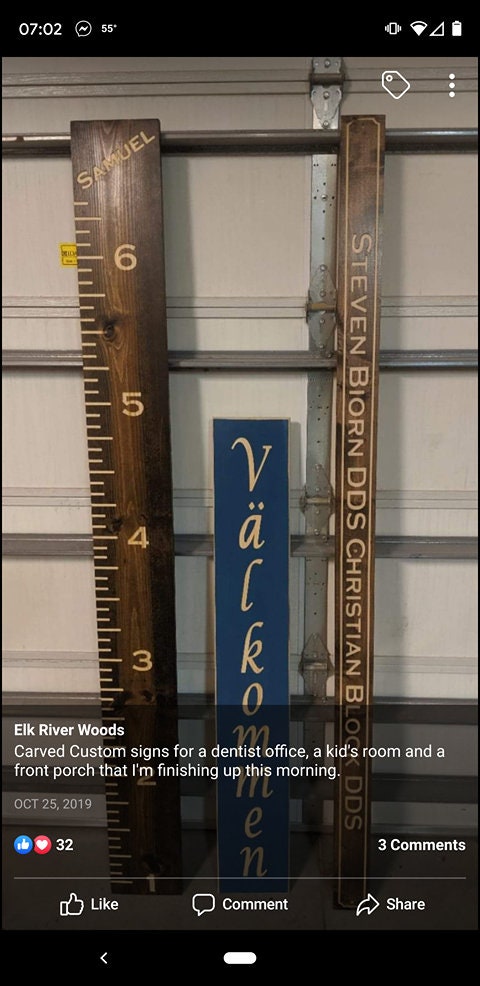 07:02
55°
SAMUEL
6
5
4
3
2
1
Välkommen
STEVEN BJORN DDS CHRISTIAN BLOCK DDS
Elk River Woods
Carved Custom signs for a dentist office, a kid's room and a
front porch that I'm finishing up this morning.
OCT 25, 2019
32
3 Comments
Like
Comment
Share